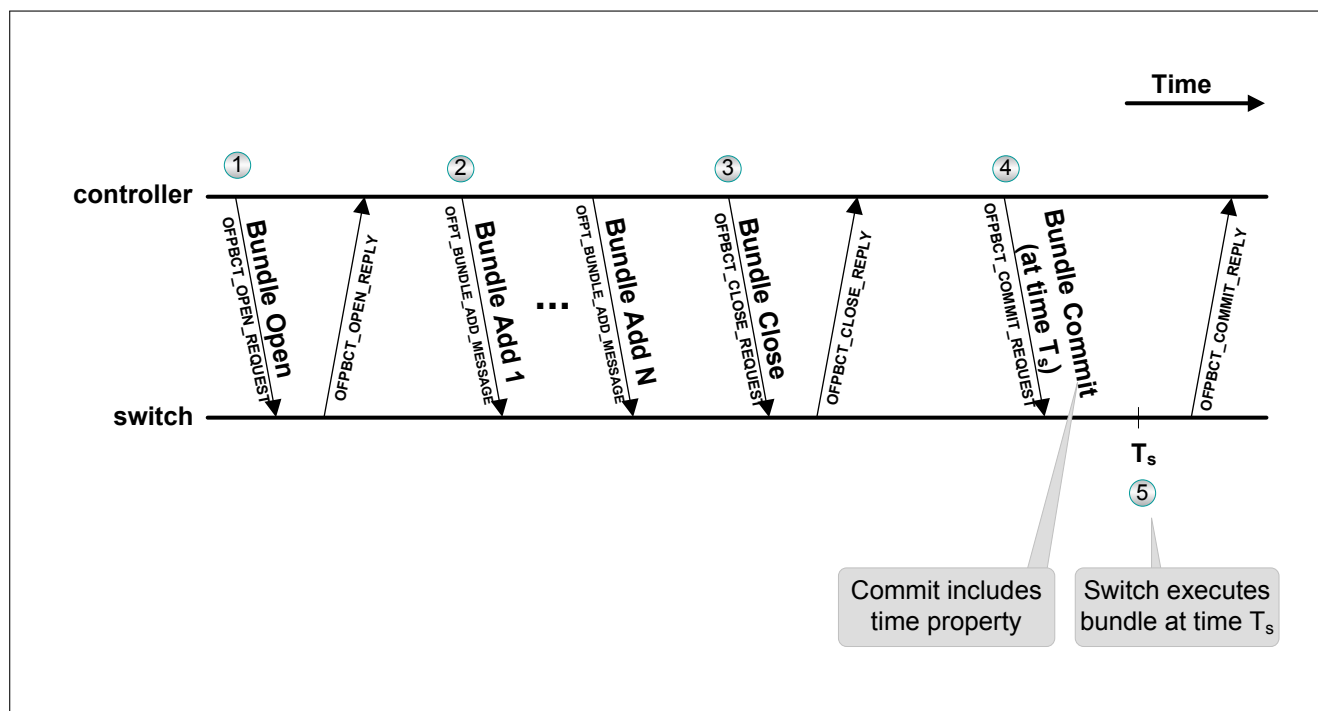 Time
1
2
3
4
controller
Bundle Open
OFPBCT_OPEN_REQUEST
OFPBCT_OPEN_REPLY
Bundle Add 1
OFPT_BUNDLE_ADD_MESSAGE
...
Bundle Add N
OFPT_BUNDLE_ADD_MESSAGE
Bundle Close
OFPBCT_CLOSE_REQUEST
OFPBCT_CLOSE_REPLY
Bundle Commit
(at time Ts)
OFPBCT_COMMIT_REQUEST
OFPBCT_COMMIT_REPLY
switch
Ts
5
Commit includes
time property
Switch executes
bundle at time Ts